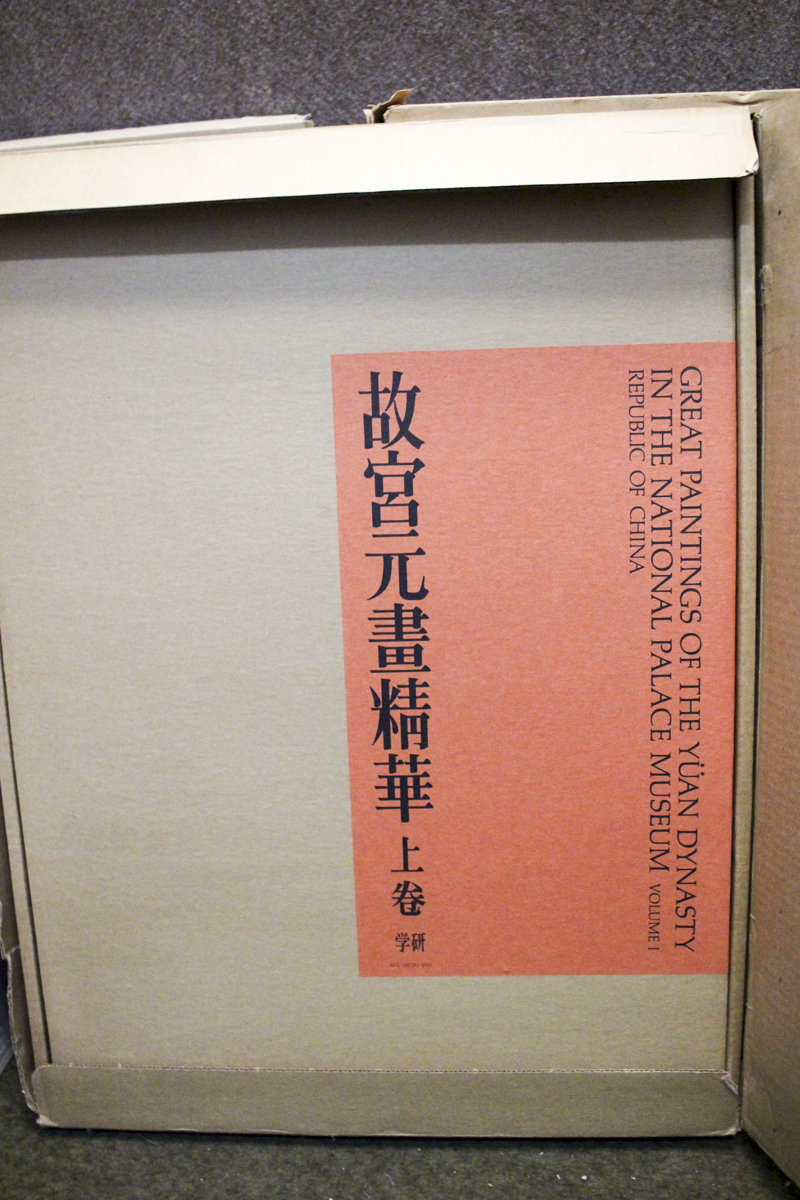 故宮元畫精華 上卷
学研
GREAT PAINTINGS OF THE YÜAN DYNASTY
IN THE NATIONAL PALACE MUSEUM VOLUME I
REPUBLIC OF CHINA